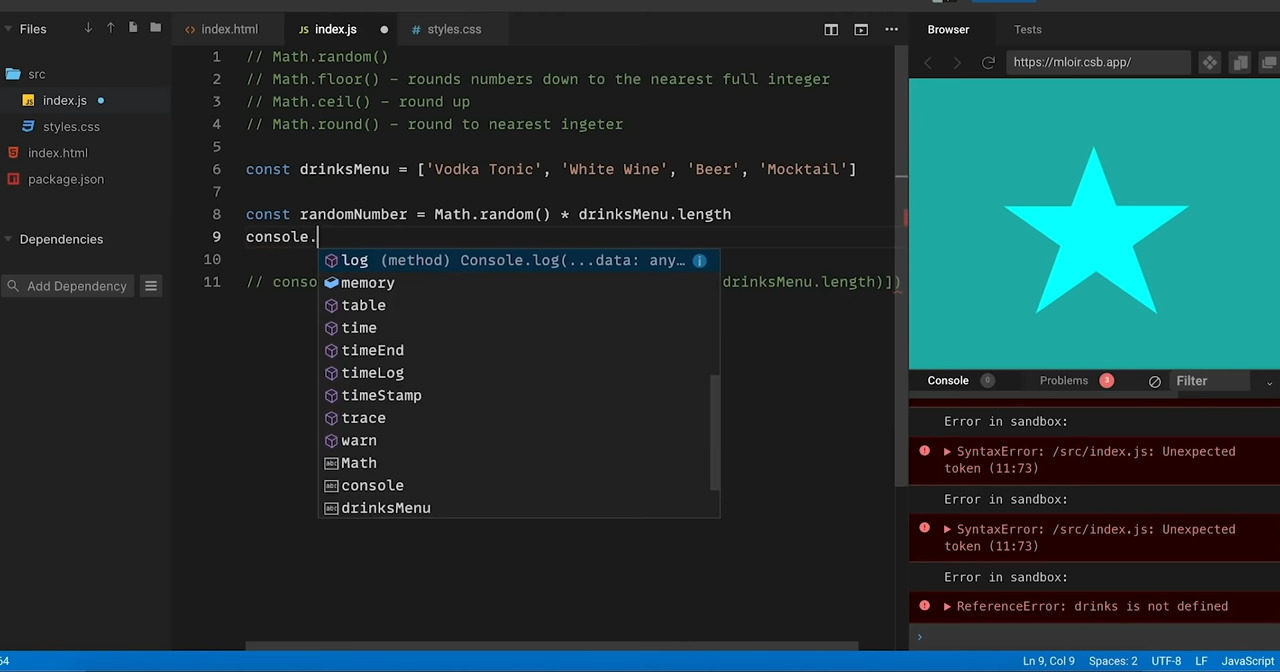 Files
index.html
index.js
styles.css
Browser
Tests
https://mloir.csb.app/
src
index.js
styles.css
index.html
package.json
Dependencies
Add Dependency
1 // Math.random()
2 // Math.floor() - rounds numbers down to the nearest full integer
3 // Math.ceil() - round up
4 // Math.round() - round to nearest ingeter
5
6 const drinksMenu = ['Vodka Tonic', 'White Wine', 'Beer', 'Mocktail']
7
8 const randomNumber = Math.random() * drinksMenu.length
9 console.
10
11 // conso drinksMenu.length)])
log (method) Console.log(...data: any…
memory
table
time
timeEnd
timeLog
timeStamp
trace
warn
Math
console
drinksMenu
Console 0 Problems 3 Filter
Error in sandbox:
SyntaxError: /src/index.js: Unexpected
token (11:73)
Error in sandbox:
SyntaxError: /src/index.js: Unexpected
token (11:73)
Error in sandbox:
ReferenceError: drinks is not defined
64 Ln 9, Col 9 Spaces: 2 UTF-8 LF JavaScript